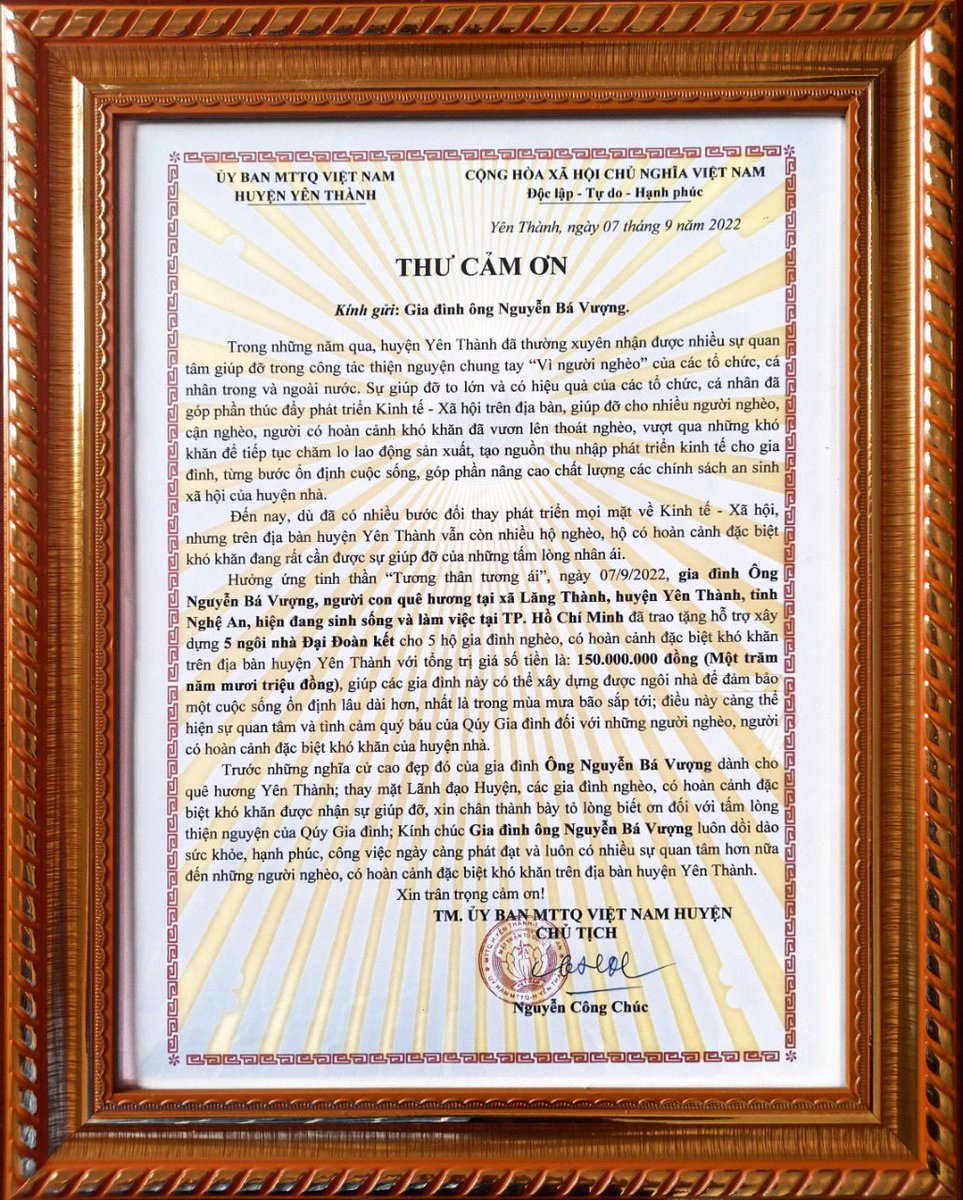 ỦY BAN MTTQ VIỆT NAM
HUYỆN YÊN THÀNH
CỘNG HÒA XÃ HỘI CHỦ NGHĨA VIỆT NAM
Độc lập - Tự do - Hạnh phúc
Yên Thành, ngày 07 tháng 9 năm 2022
THƯ CẢM ƠN
Kính gửi: Gia đình ông Nguyễn Bá Vượng.
Trong những năm qua, huyện Yên Thành đã thường xuyên nhận được nhiều sự quan
tâm giúp đỡ trong công tác thiện nguyện chung tay “Vì người nghèo” của các tổ chức, cá
nhân trong và ngoài nước. Sự giúp đỡ to lớn và có hiệu quả của các tổ chức, cá nhân đã
góp phần thúc đẩy phát triển Kinh tế - Xã hội trên địa bàn, giúp đỡ cho nhiều người nghèo,
cận nghèo, người có hoàn cảnh khó khăn đã vươn lên thoát nghèo, vượt qua những khó
khăn để tiếp tục chăm lo lao động sản xuất, tạo nguồn thu nhập phát triển kinh tế cho gia
đình, từng bước ổn định cuộc sống, góp phần nâng cao chất lượng các chính sách an sinh
xã hội của huyện nhà.
Đến nay, dù đã có nhiều bước đổi thay phát triển mọi mặt về Kinh tế - Xã hội,
nhưng trên địa bàn huyện Yên Thành vẫn còn nhiều hộ nghèo, hộ có hoàn cảnh đặc biệt
khó khăn đang rất cần được sự giúp đỡ của những tấm lòng nhân ái.
Hưởng ứng tinh thần “Tương thân tương ái”, ngày 07/9/2022, gia đình Ông
Nguyễn Bá Vượng, người con quê hương tại xã Lăng Thành, huyện Yên Thành, tỉnh
Nghệ An, hiện đang sinh sống và làm việc tại TP. Hồ Chí Minh đã trao tặng hỗ trợ xây
dựng 5 ngôi nhà Đại Đoàn kết cho 5 hộ gia đình nghèo, có hoàn cảnh đặc biệt khó khăn
trên địa bàn huyện Yên Thành với tổng trị giá số tiền là: 150.000.000 đồng (Một trăm
năm mươi triệu đồng), giúp các gia đình này có thể xây dựng được ngôi nhà để đảm bảo
một cuộc sống ổn định lâu dài hơn, nhất là trong mùa mưa bão sắp tới; điều này càng thể
hiện sự quan tâm và tình cảm quý báu của Qúy Gia đình đối với những người nghèo, người
có hoàn cảnh đặc biệt khó khăn của huyện nhà.
Trước những nghĩa cử cao đẹp đó của gia đình Ông Nguyễn Bá Vượng dành cho
quê hương Yên Thành; thay mặt Lãnh đạo Huyện, các gia đình nghèo, có hoàn cảnh đặc
biệt khó khăn được nhận sự giúp đỡ, xin chân thành bày tỏ lòng biết ơn đối với tấm lòng
thiện nguyện của Qúy Gia đình; Kính chúc Gia đình ông Nguyễn Bá Vượng luôn dồi dào
sức khỏe, hạnh phúc, công việc ngày càng phát đạt và luôn có nhiều sự quan tâm hơn nữa
đến những người nghèo, có hoàn cảnh đặc biệt khó khăn trên địa bàn huyện Yên Thành.
Xin trân trọng cảm ơn!
TM. ỦY BAN MTTQ VIỆT NAM HUYỆN
CHỦ TỊCH
Nguyễn Công Chúc